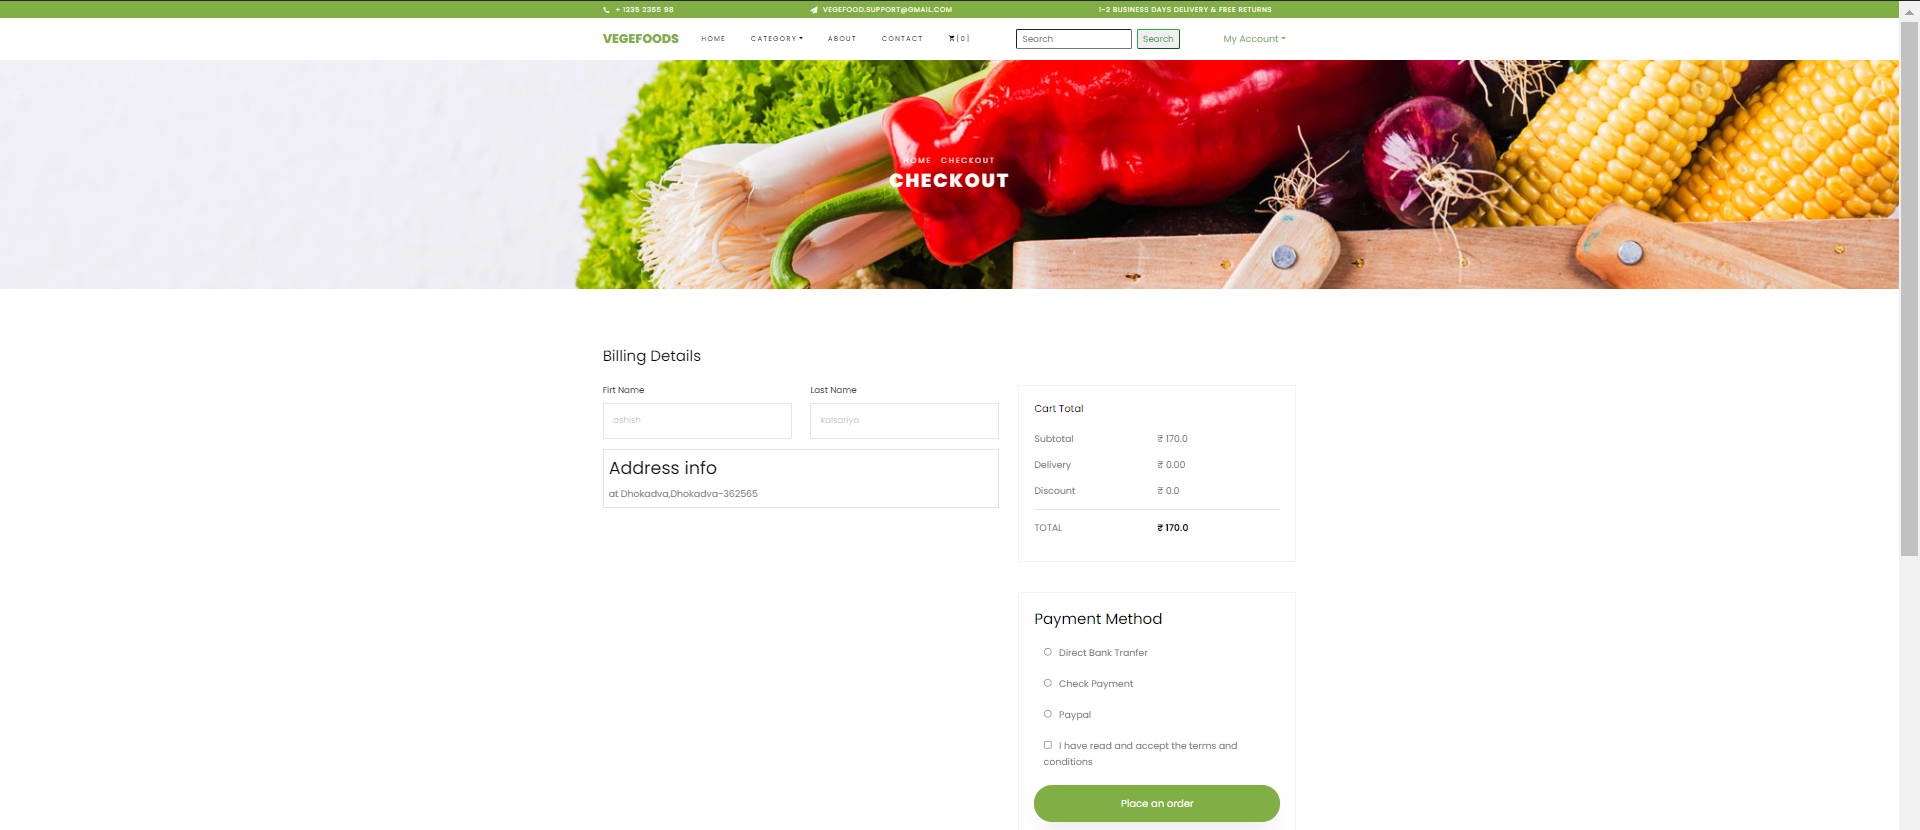 + 1235 2355 98 VEGEFOOD.SUPPORT@GMAIL.COM 1-2 BUSINESS DAYS DELIVERY & FREE RETURNS
VEGEFOODS HOME CATEGORY ABOUT CONTACT [0] Search Search My Account
HOME CHECKOUT
CHECKOUT
Billing Details
Firt Name Last Name
ashish kalsariya
Address info
at Dhokadva,Dhokadva-362565
Cart Total
Subtotal ₹ 170.0
Delivery ₹ 0.00
Discount ₹ 0.0
TOTAL ₹ 170.0
Payment Method
Direct Bank Tranfer
Check Payment
Paypal
I have read and accept the terms and
conditions
Place an order